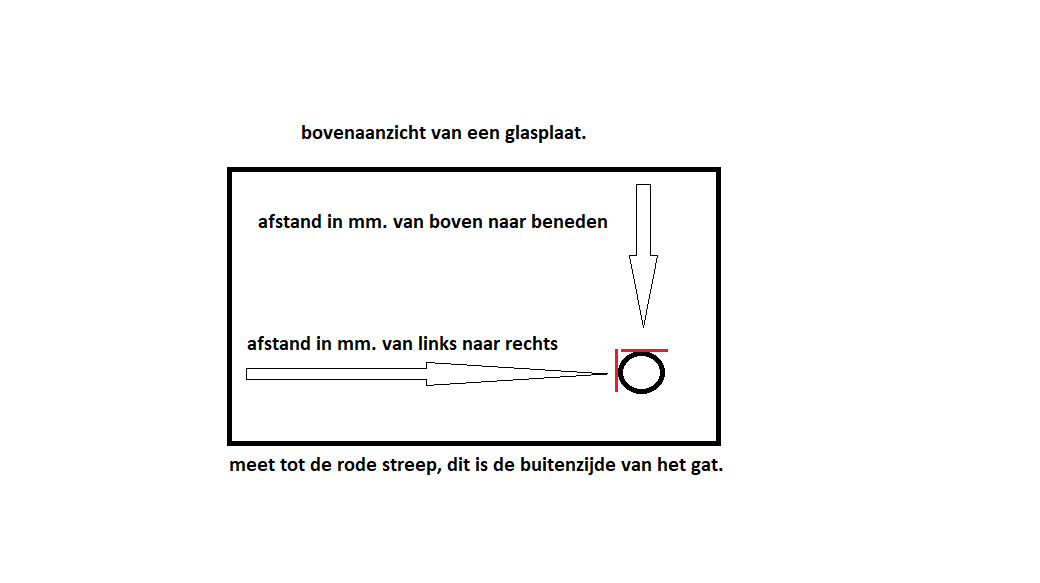 bovenaanzicht van een glasplaat.
afstand in mm. van boven naar beneden
afstand in mm. van links naar rechts
meet tot de rode streep, dit is de buitenzijde van het gat.